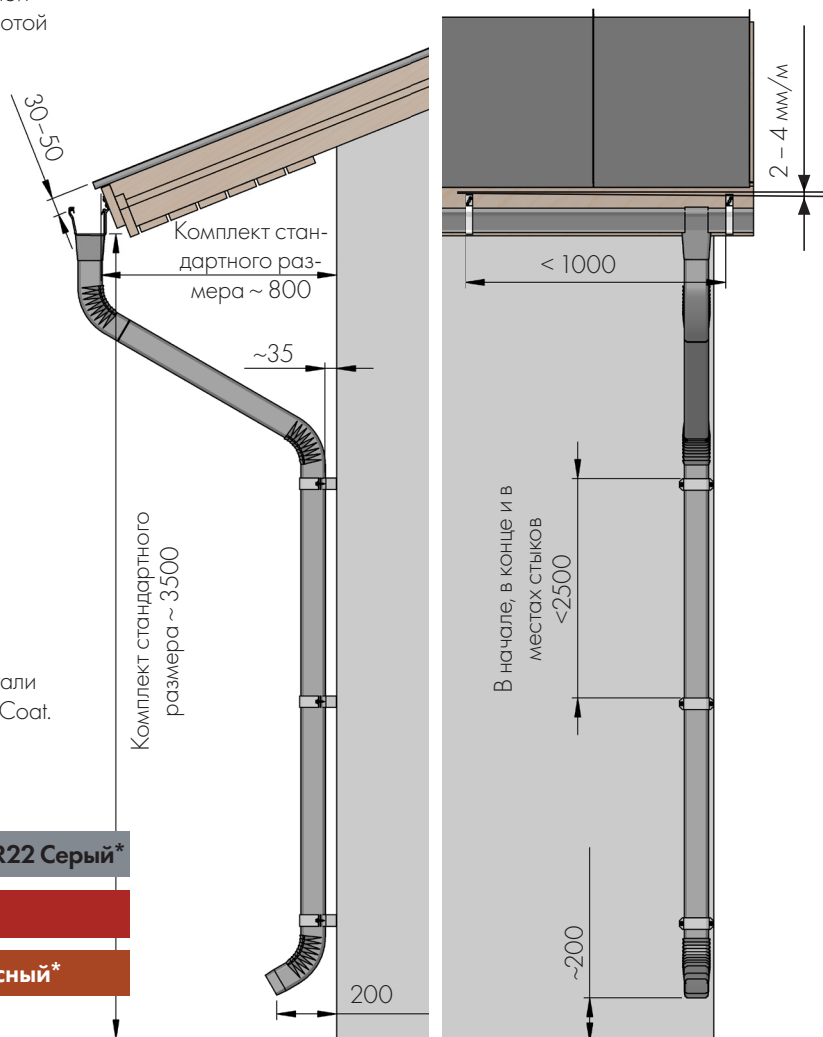 отой
30–50
Комплект стан-
дартного раз-
мера ~ 800
~35
Комплект стандартного
размера ~ 3500
али
Coat.
R22 Серый*
сный*
200
2 – 4 мм/м
< 1000
В начале, в конце и в
местах стыков
<2500
~200